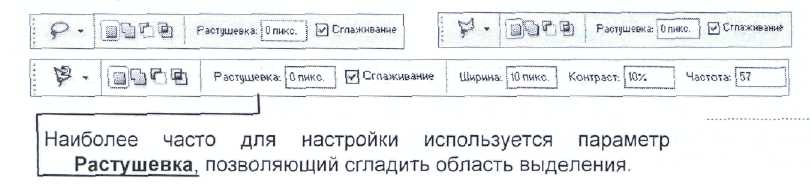 Растушевка: 0 пикс. Сглаживание
Растушевка: 0 пикс. Сглаживание
Растушевка: 0 пикс. Сглаживание Ширина: 10 пикс. Контраст: 10% Частота: 57
Наиболее часто для настройки используется параметр
Растушевка, позволяющий сгладить область выделения.